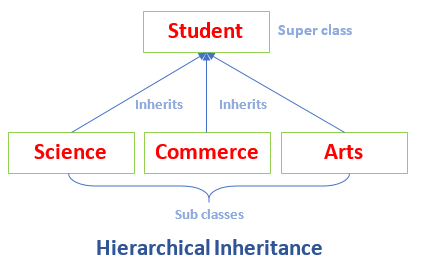 Student
Super class
Inherits
Inherits
Science
Commerce
Arts
Sub classes
Hierarchical Inheritance